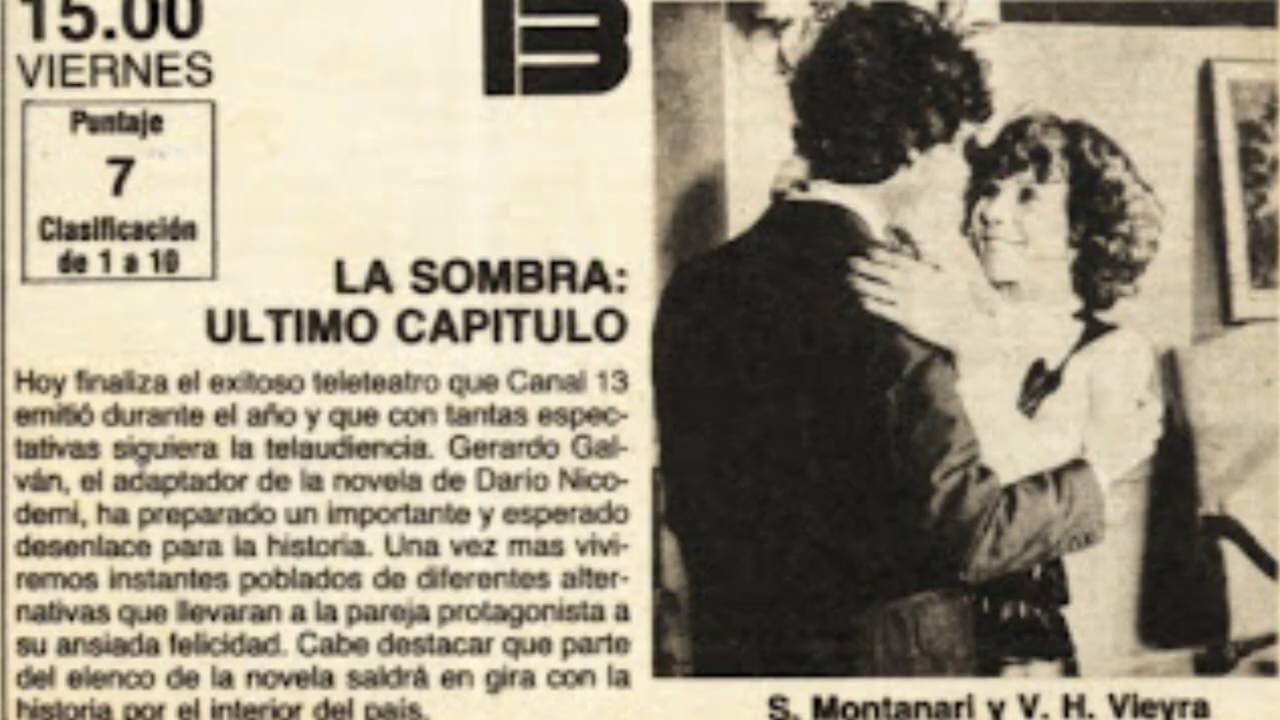 15.00
VIERNES
13
Puntaje
7
Clasificación
de 1 a 10
LA SOMBRA:
ULTIMO CAPITULO
Hoy finaliza el exitoso teleteatro que Canal 13
emitió durante el año y que con tantas espec-
tativas siguiera la telaudiencia. Gerardo Gal-
ván, el adaptador de la novela de Darío Nico-
demi, ha preparado un importante y esperado
desenlace para la historia. Una vez mas vivi-
remos instantes poblados de diferentes alter-
nativas que llevaran a la pareja protagonista a
su ansiada felicidad. Cabe destacar que parte
del elenco de la novela saldrá en gira con la
historia por el interior del país.
S. Montanari y V. H. Vieyra